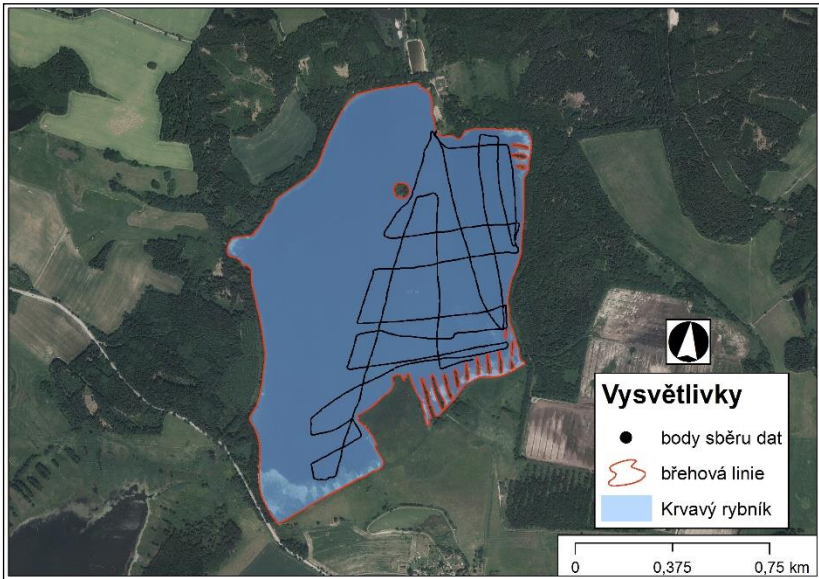 Vysvětlivky
body sběru dat
břehová linie
Krvavý rybník
0 0,375 0,75 km